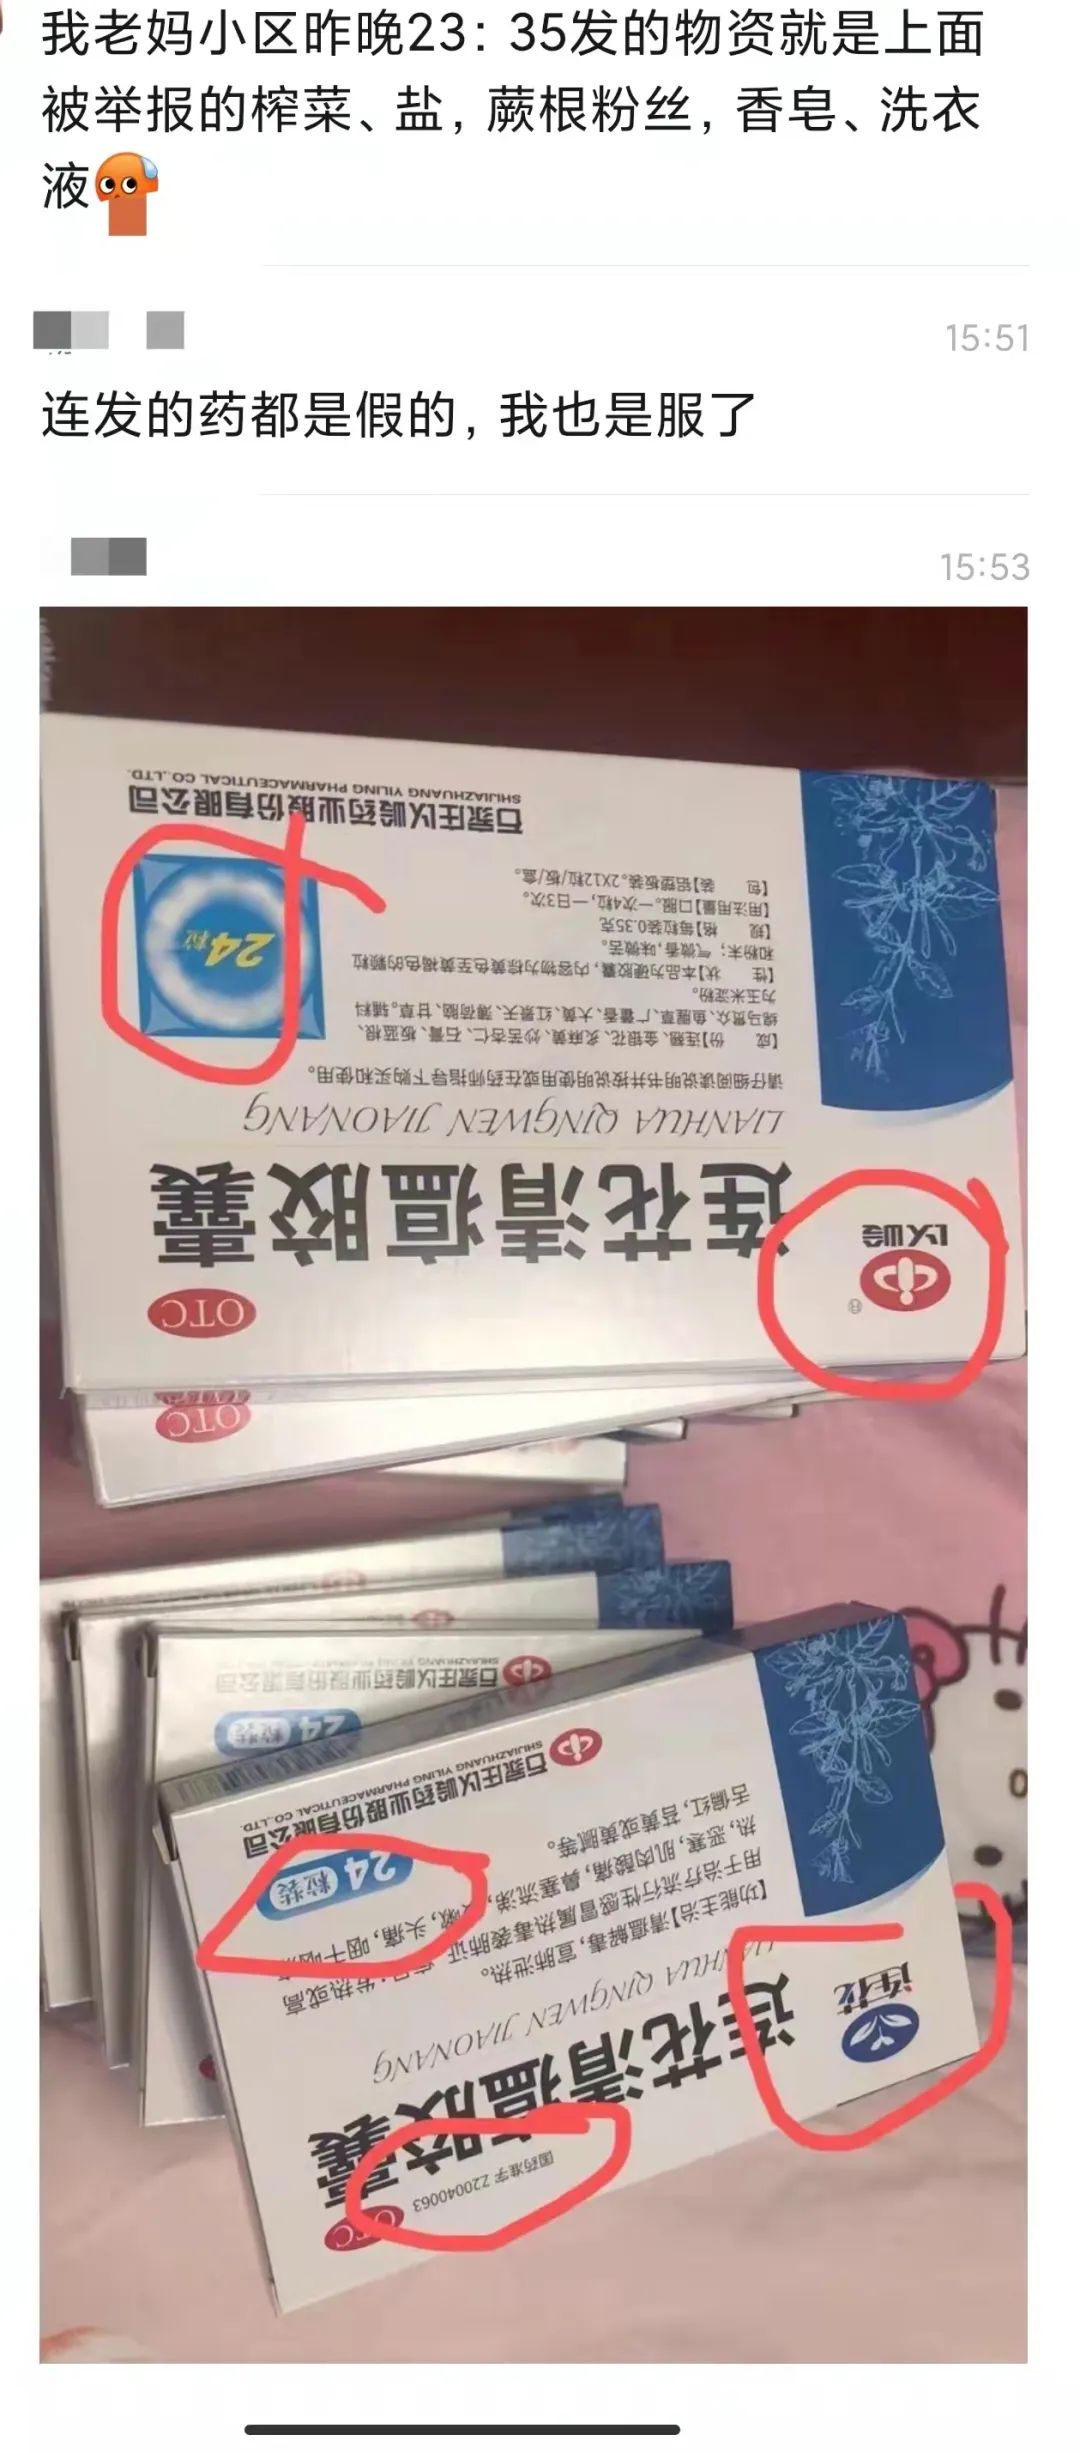 我老妈小区昨晚23：35发的物资就是上面
被举报的榨菜、盐，蕨根粉丝，香皂、洗衣
液
15:51
连发的药都是假的，我也是服了
15:53
OTC
以岭
®
连花清瘟胶囊
LIANHUA QINGWEN JIAONANG
请仔细阅读说明书并按说明使用或在药师指导下购买和使用。
【成 份】连翘、金银花、炙麻黄、炒苦杏仁、石膏、板蓝根、
绵马贯众、鱼腥草、广藿香、大黄、红景天、薄荷脑、甘草。辅料
为玉米淀粉。
【性 状】本品为硬胶囊，内容物为棕黄色至黄褐色的颗粒
和粉末；气微香，味微苦。
【规 格】每粒装0.35克
【用法用量】口服。一次4粒，一日3次。
【包 装】铝塑板装。2X12粒/板/盒。
24粒
石家庄以岭药业股份有限公司
SHIJIAZHUANG YILING PHARMACEUTICAL CO.,LTD.
OTC
24粒装
石家庄以岭药业股份有限公司
OTC
国药准字 Z20040063
连花
连花清瘟胶囊
LIANHUA QINGWEN JIAONANG
【功能主治】清瘟解毒，宣肺泄热。
用于治疗流行性感冒属热毒袭肺证，
发热或高
热，恶寒，肌肉酸痛，鼻塞流涕，
嗽，头痛，咽干咽
舌偏红，苔黄或黄腻等。
24粒装
石家庄以岭药业股份有限公司
SHIJIAZHUANG YILING PHARMACEUTICAL CO.,LTD.